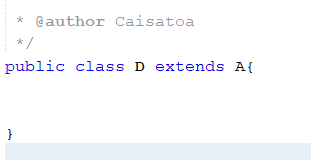 * @author Caisatoa
*/
public class D extends A{
}